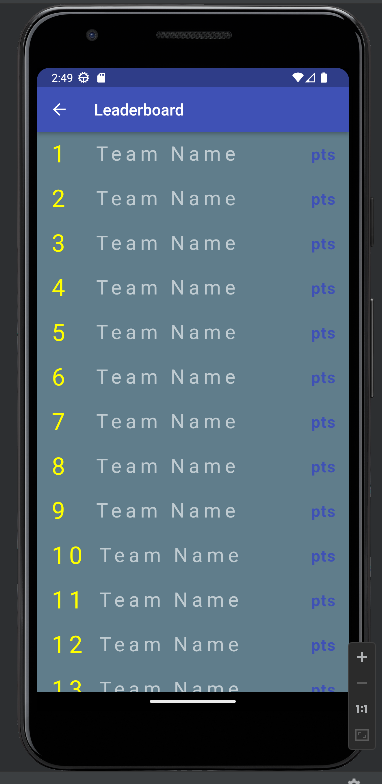 2:49
Leaderboard
1 Team Name pts
2 Team Name pts
3 Team Name pts
4 Team Name pts
5 Team Name pts
6 Team Name pts
7 Team Name pts
8 Team Name pts
9 Team Name pts
10 Team Name pts
11 Team Name pts
12 Team Name pts
13 Team Name pts
1:1